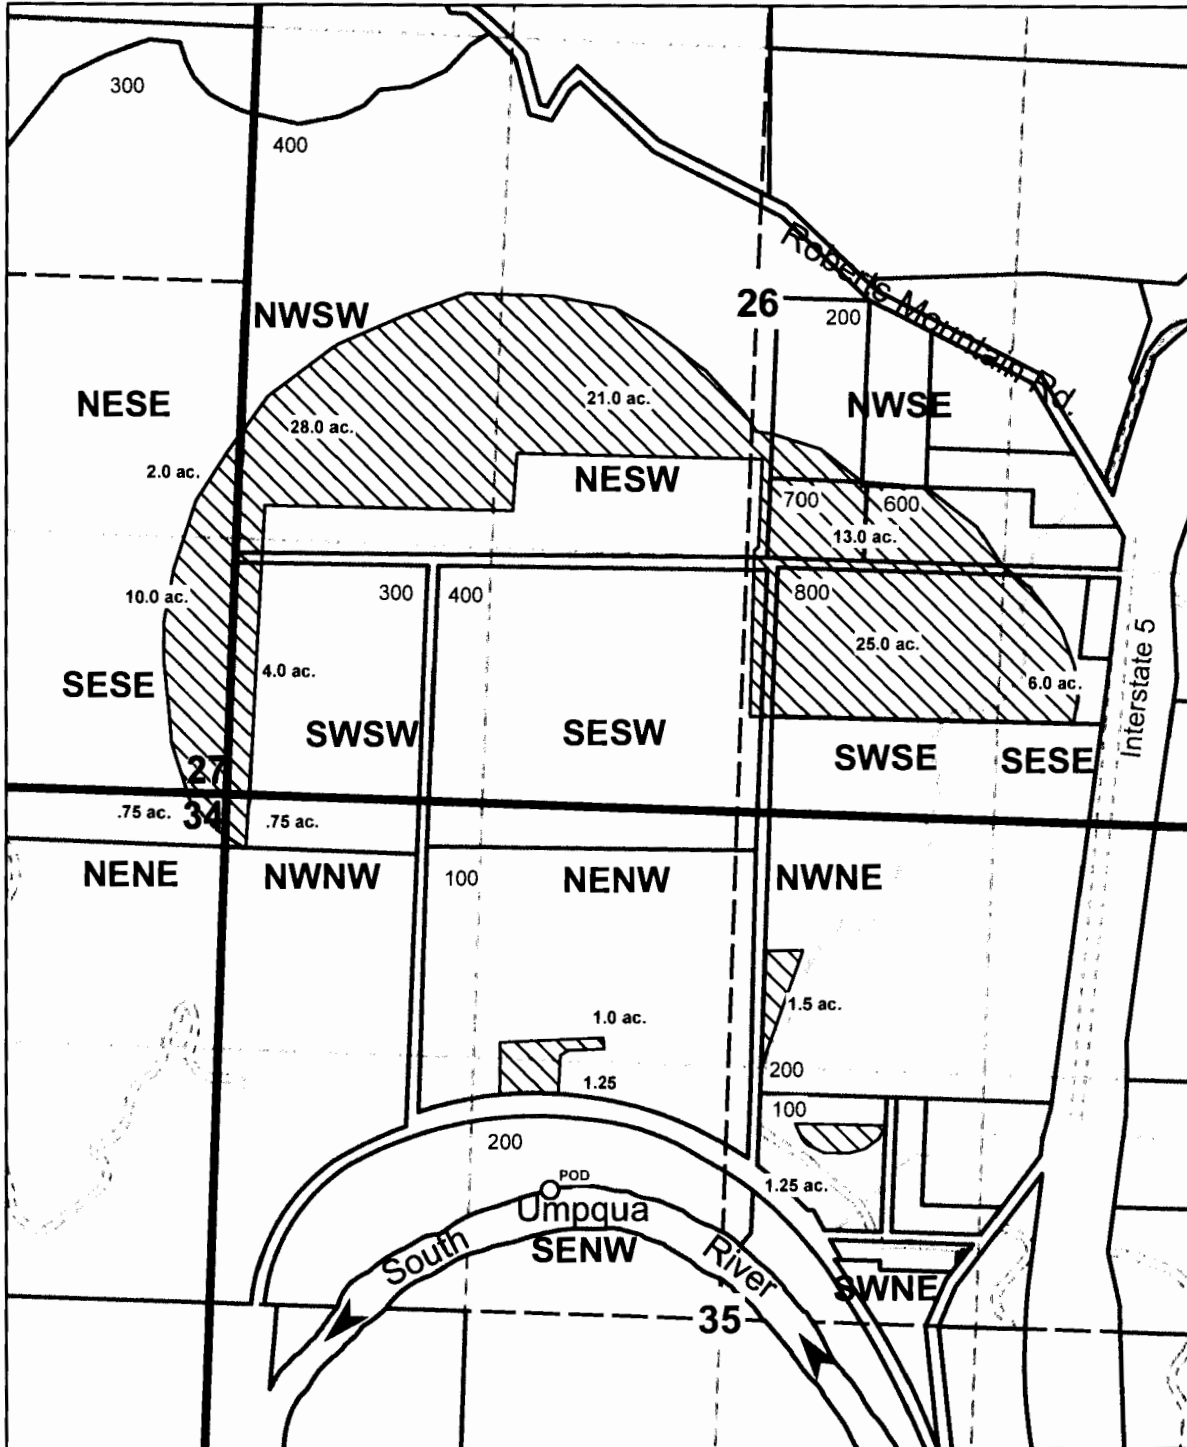 300
400
Roberts Mountain Rd.
26
200
NWSW
NESE
21.0 ac.
28.0 ac.
NWSE
2.0 ac.
NESW
700
600
13.0 ac.
10.0 ac.
300
400
800
25.0 ac.
Interstate 5
4.0 ac.
SESE
6.0 ac.
SWSW
SESW
SWSE
SESE
27
34
.75 ac.
.75 ac.
NENE
NWNW
100
NENW
NWNE
1.5 ac.
1.0 ac.
1.25
200
100
200
POD
1.25 ac.
South Umpqua River
SENW
SWNE
35